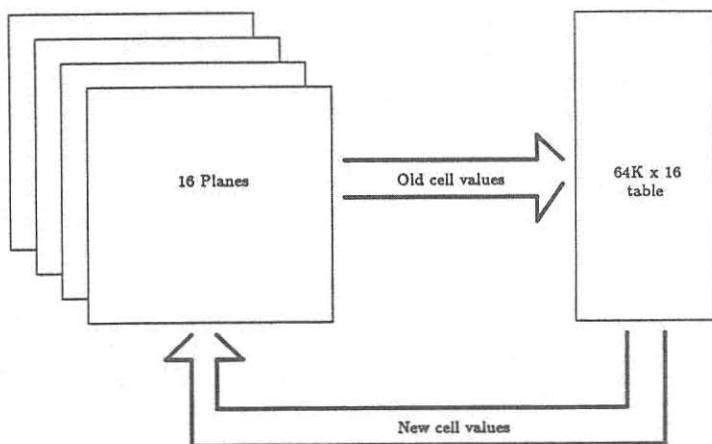 16 Planes
Old cell values
64K x 16
table
New cell values